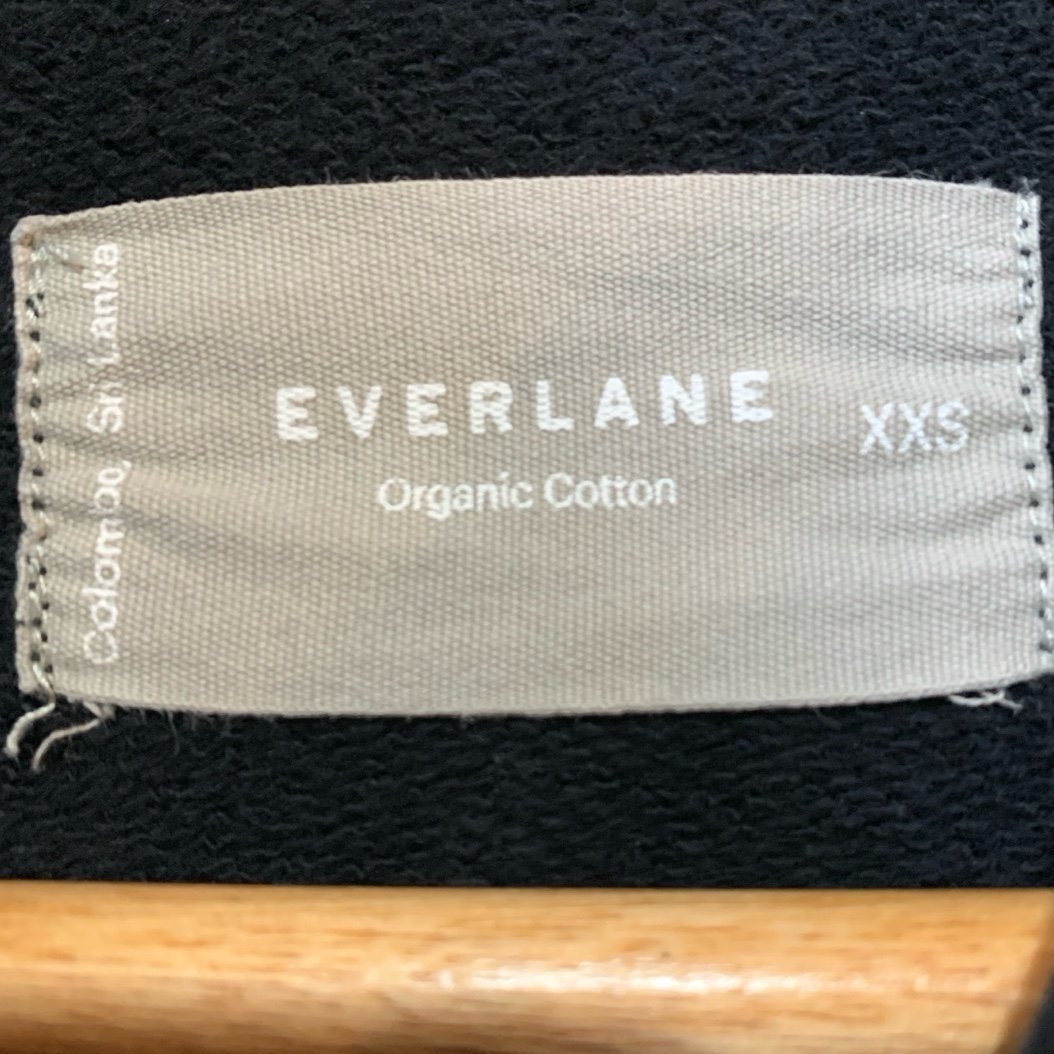 EVERLANE
Organic Cotton
XXS
Colombo, Sri Lanka